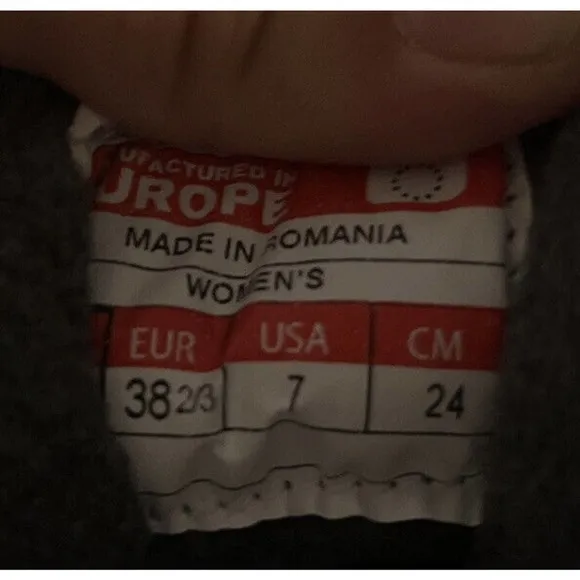 UFACTURED IN
UROPE
MADE IN ROMANIA
WOMEN'S
EUR USA CM
38 2/3 7 24